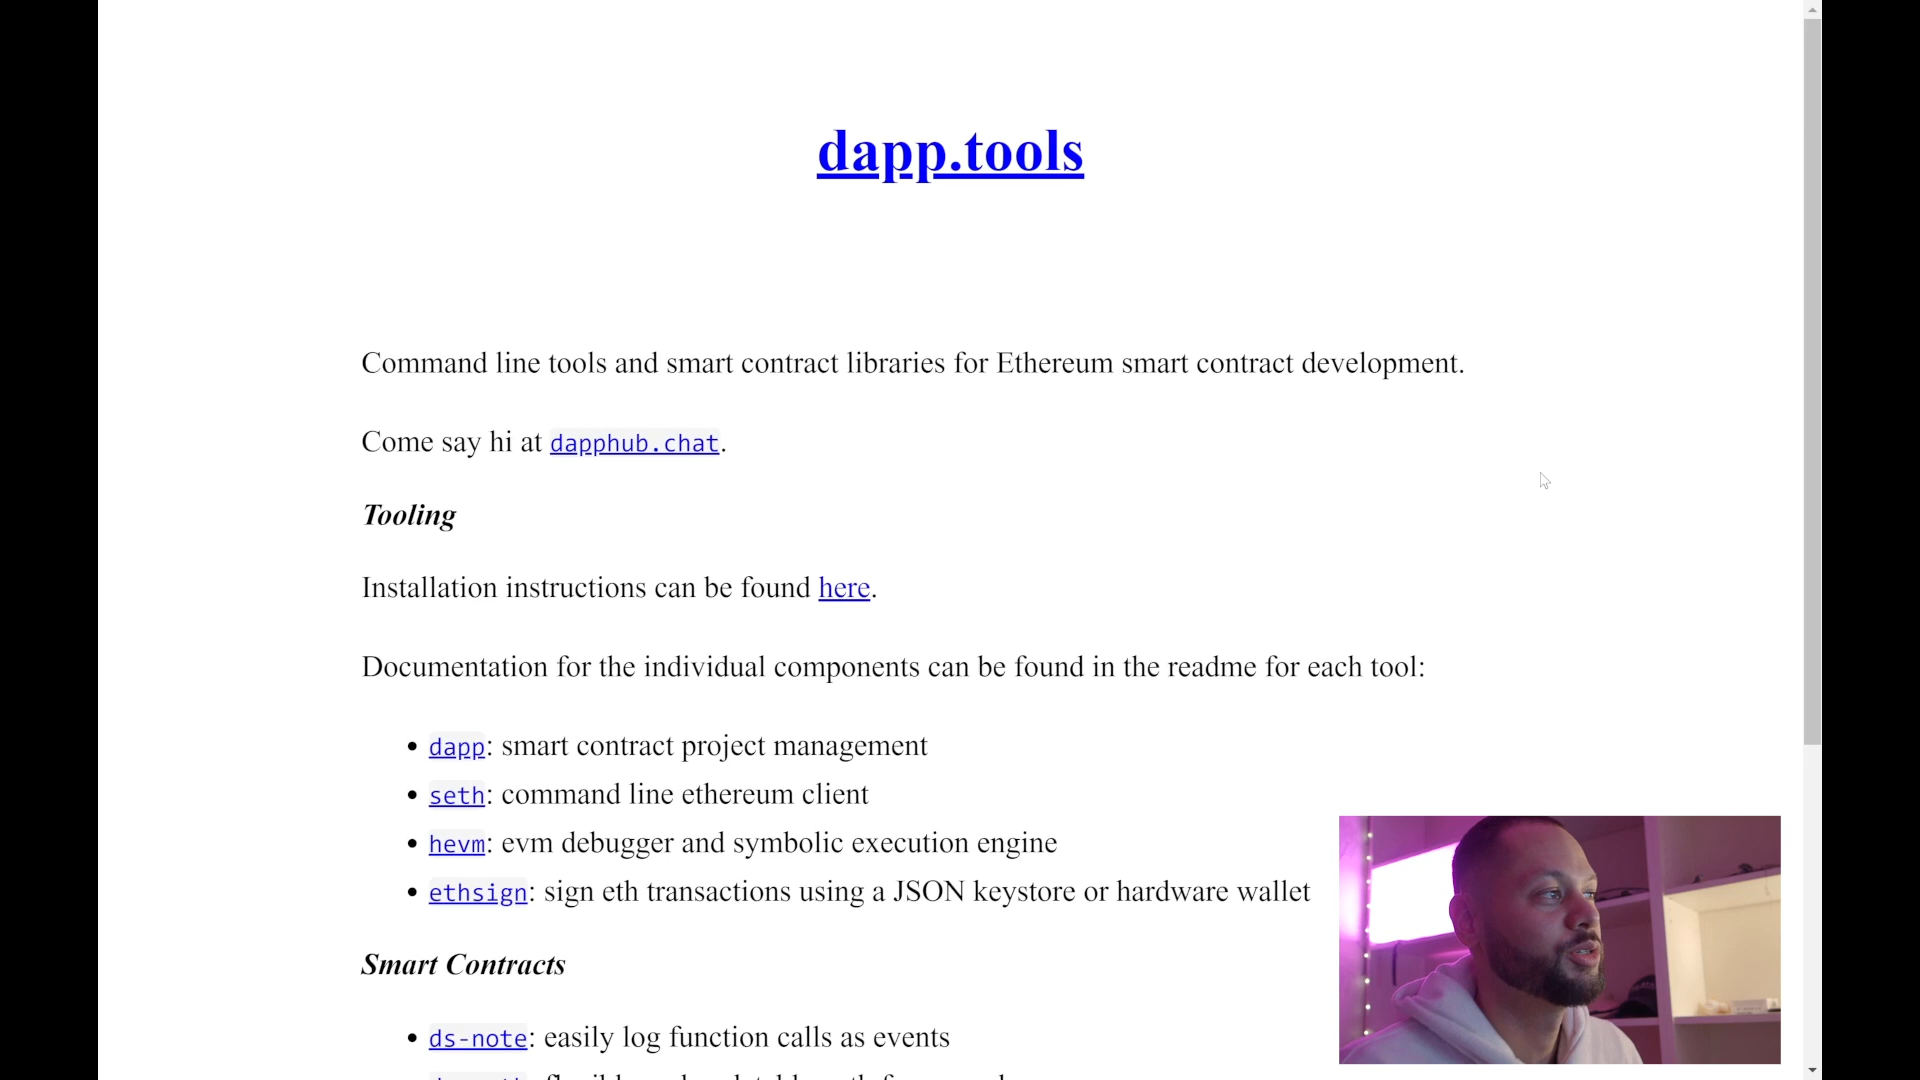 dapp.tools
Command line tools and smart contract libraries for Ethereum smart contract development.
Come say hi at dapphub.chat.
Tooling
Installation instructions can be found here.
Documentation for the individual components can be found in the readme for each tool:
• dapp: smart contract project management
• seth: command line ethereum client
• hevm: evm debugger and symbolic execution engine
• ethsign: sign eth transactions using a JSON keystore or hardware wallet
Smart Contracts
• ds-note: easily log function calls as events